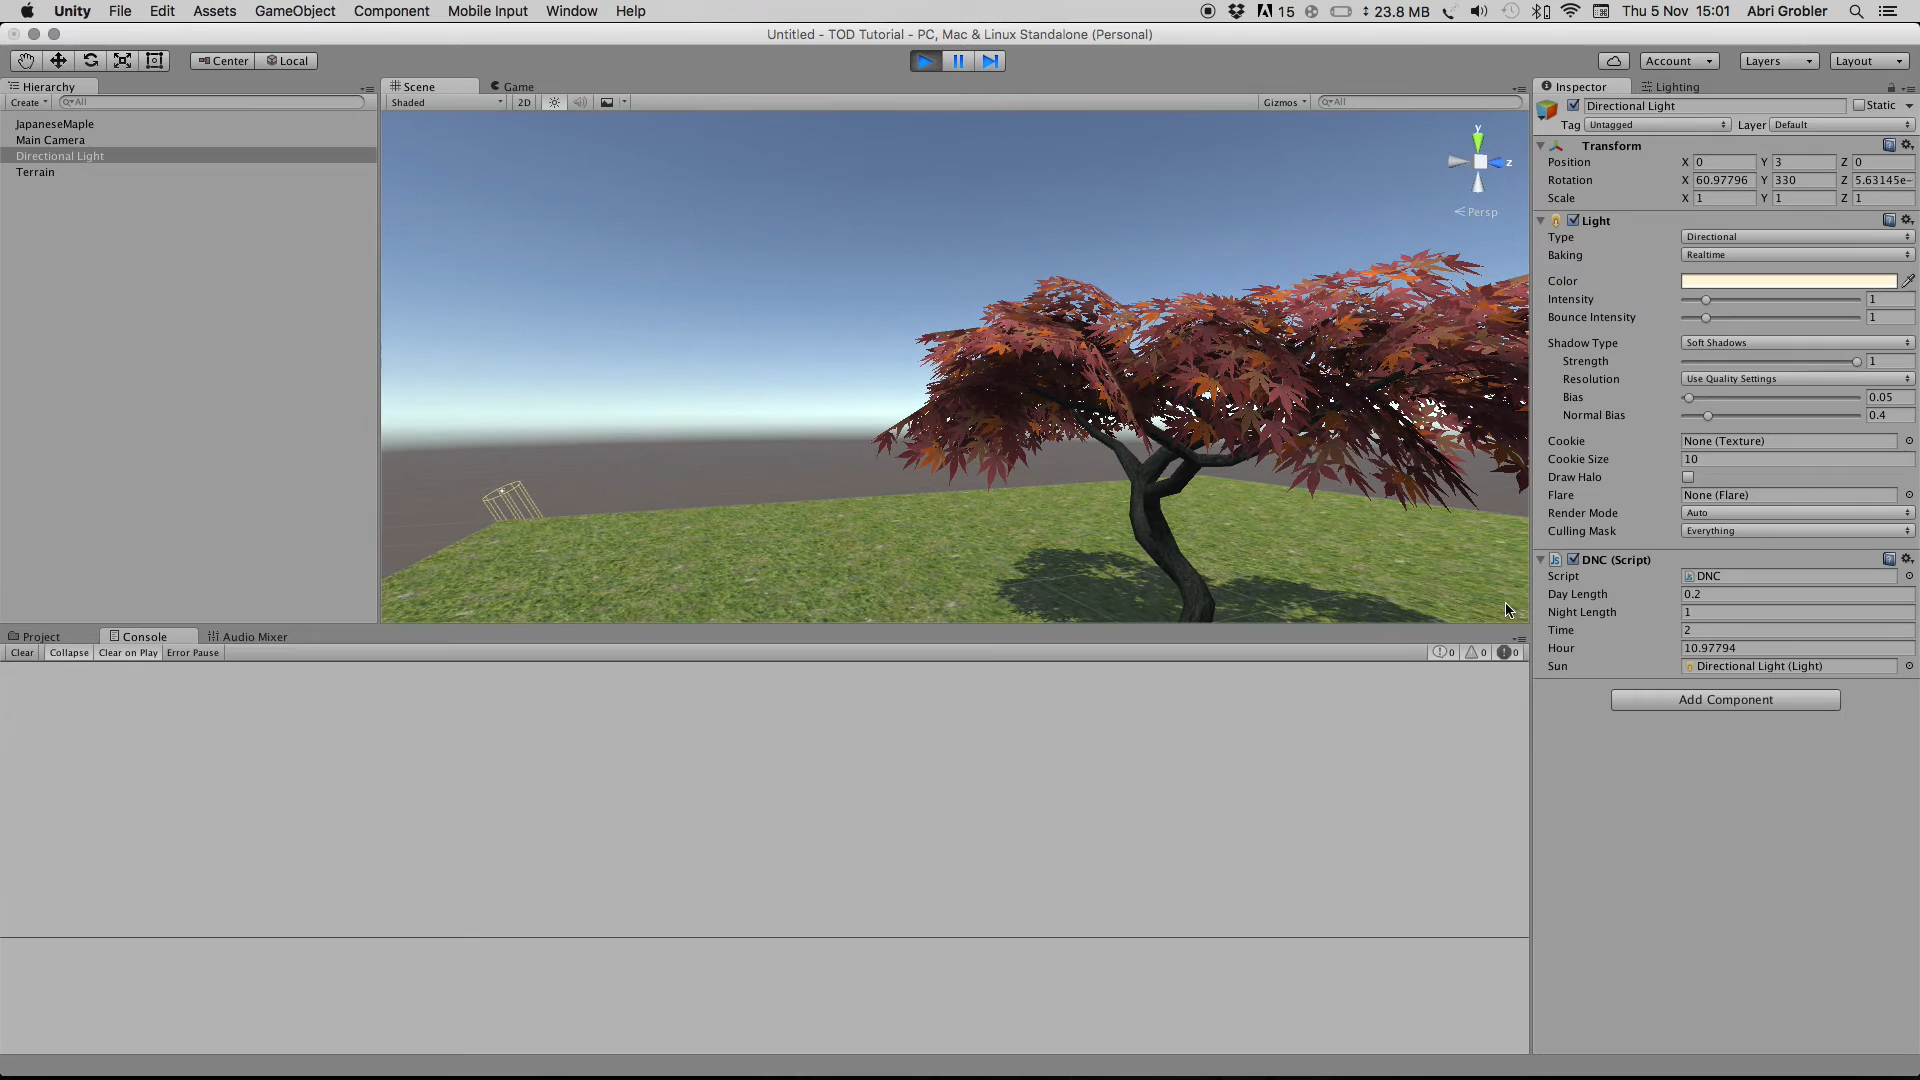 Unity File Edit Assets GameObject Component Mobile Input Window Help 15 23.8 MB Thu 5 Nov 15:01 Abri Grobler
Untitled - TOD Tutorial - PC, Mac & Linux Standalone (Personal)
Center Local Account Layers Layout
Hierarchy
Create All
JapaneseMaple
Main Camera
Directional Light
Terrain
Scene Game
Shaded 2D Gizmos All
y
z
Persp
Inspector Lighting
Directional Light Static
Tag Untagged Layer Default
Transform
Position X 0 Y 3 Z 0
Rotation X 60.97796 Y 330 Z 5.63145e-
Scale X 1 Y 1 Z 1
Light
Type Directional
Baking Realtime
Color
Intensity 1
Bounce Intensity 1
Shadow Type Soft Shadows
Strength 1
Resolution Use Quality Settings
Bias 0.05
Normal Bias 0.4
Cookie None (Texture)
Cookie Size 10
Draw Halo
Flare None (Flare)
Render Mode Auto
Culling Mask Everything
Js DNC (Script)
Script DNC
Day Length 0.2
Night Length 1
Time 2
Hour 10.97794
Sun Directional Light (Light)
Add Component
Project Console Audio Mixer
Clear Collapse Clear on Play Error Pause 0 0 0